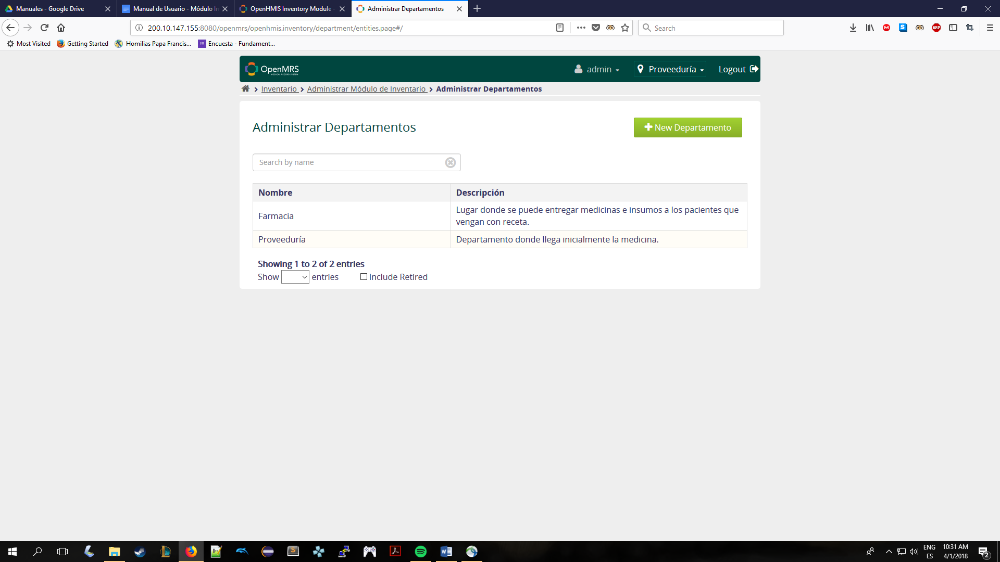 Manuales - Google Drive
Manual de Usuario - Módulo In
OpenHMIS Inventory Module -
Administrar Departamentos
200.10.147.155:8080/openmrs/openhmis.inventory/department/entities.page#/
Search
Most Visited
Getting Started
Homilias Papa Francis...
Encuesta - Fundament...
OpenMRS
MEDICAL RECORD SYSTEM
admin
Proveeduría
Logout
Inventario
Administrar Módulo de Inventario
Administrar Departamentos
Administrar Departamentos
New Departamento
Search by name
Nombre
Descripción
Farmacia
Lugar donde se puede entregar medicinas e insumos a los pacientes que
vengan con receta.
Proveeduría
Departamento donde llega inicialmente la medicina.
Showing 1 to 2 of 2 entries
Show entries
Include Retired
ENG
ES
10:31 AM
4/1/2018
2